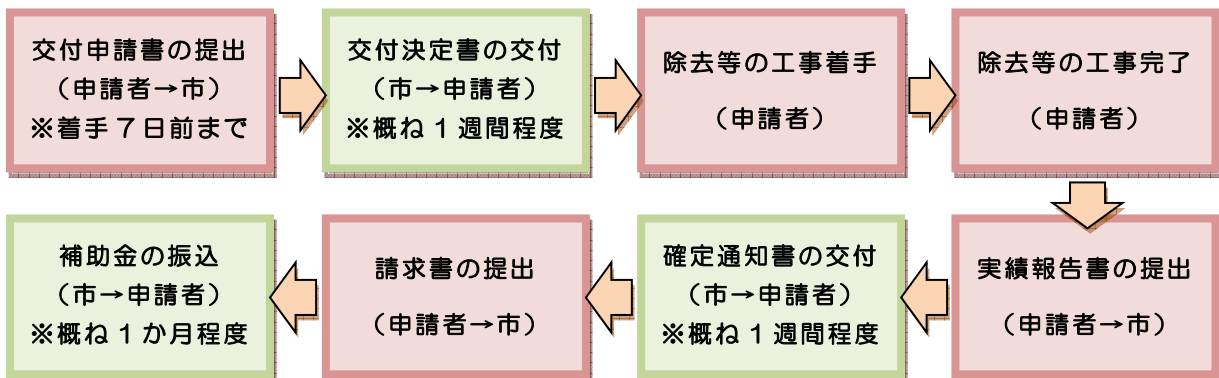 交付申請書の提出
（申請者→市）
※着手７日前まで
交付決定書の交付
（市→申請者）
※概ね１週間程度
除去等の工事着手
（申請者）
除去等の工事完了
（申請者）
実績報告書の提出
（申請者→市）
確定通知書の交付
（市→申請者）
※概ね１週間程度
請求書の提出
（申請者→市）
補助金の振込
（市→申請者）
※概ね１か月程度